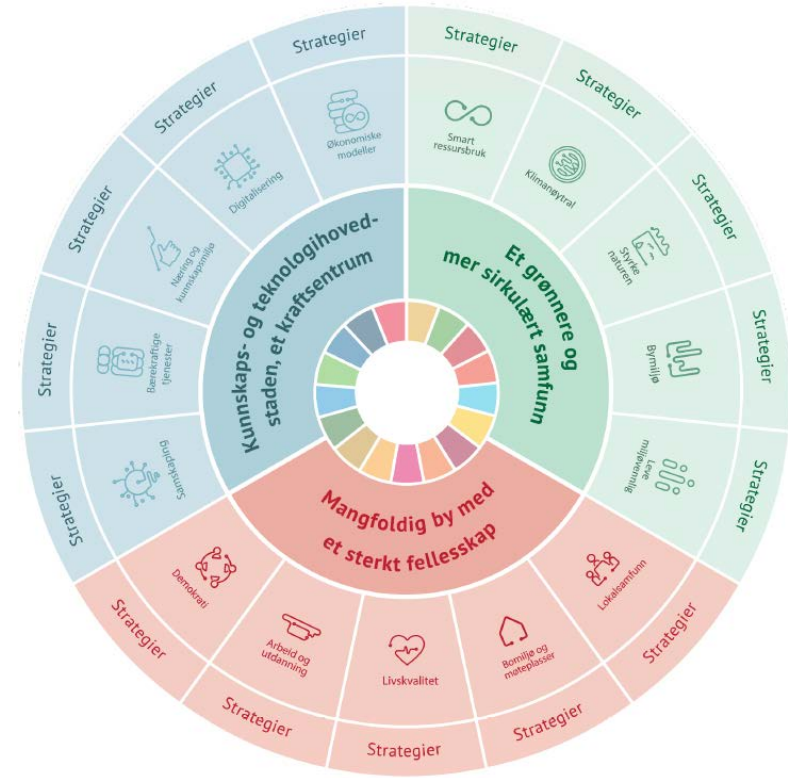 Strategier
Smart
ressursbruk
Strategier
Klimanøytral
Strategier
Styrke
naturen
Strategier
Bymiljø
Strategier
Leve
miljøvennlig
Et grønnere og
mer sirkulært samfunn
Strategier
Lokalsamfunn
Strategier
Bomiljø og
møteplasser
Strategier
Livskvalitet
Strategier
Arbeid og
utdanning
Strategier
Demokrati
Mangfoldig by med
et sterkt fellesskap
Strategier
Samskaping
Strategier
Bærekraftige
tjenester
Strategier
Næring og
kunnskapsmiljø
Strategier
Digitalisering
Strategier
Økonomiske
modeller
Kunnskaps- og teknologihoved-
staden, et kraftsentrum